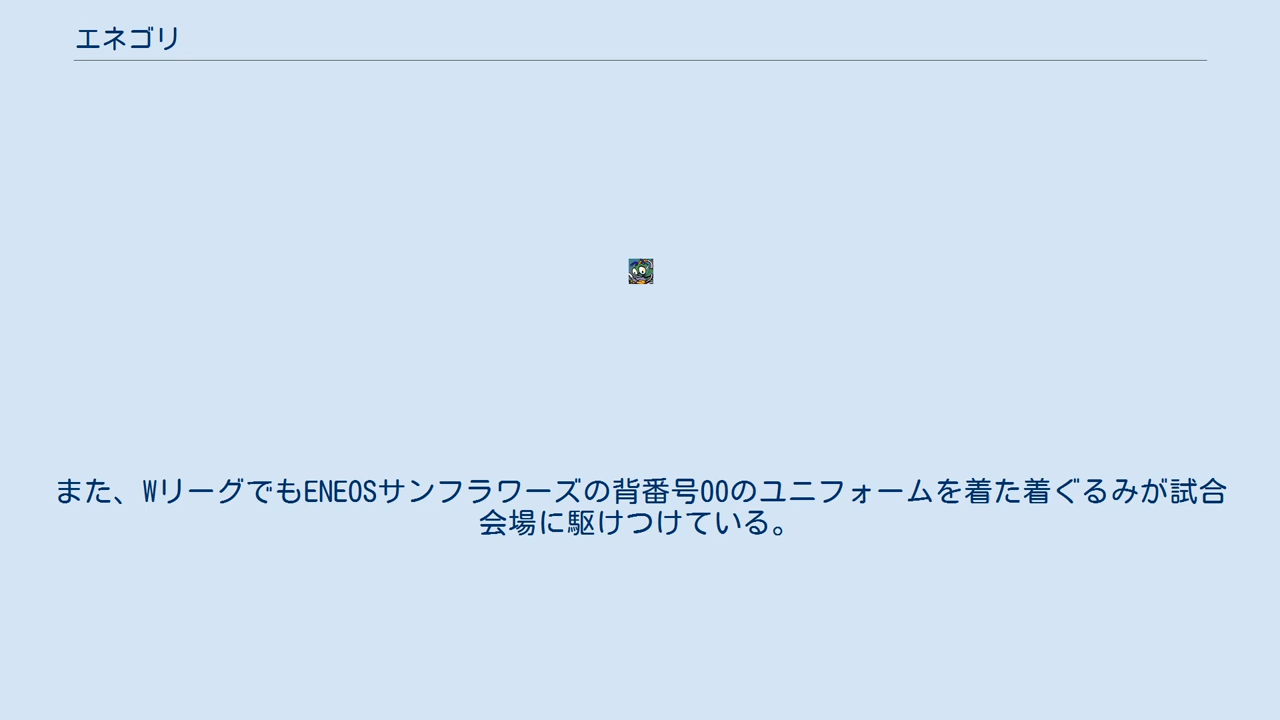 エネゴリ
また、WリーグでもENEOSサンフラワーズの背番号00のユニフォームを着た着ぐるみが試合
会場に駆けつけている。